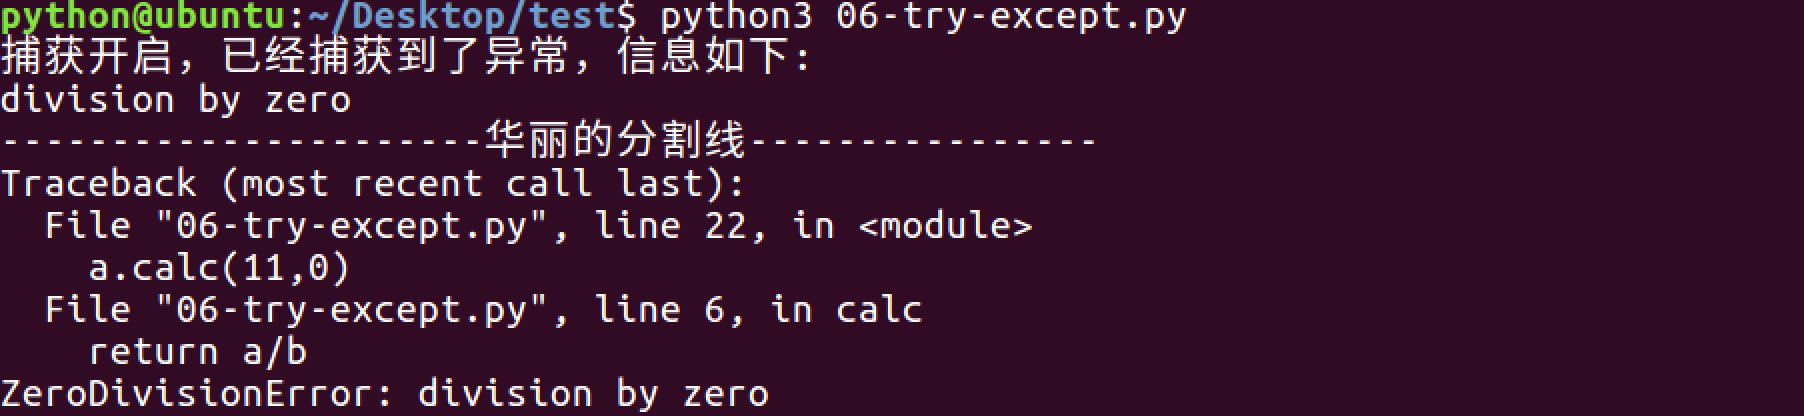 python@ubuntu:~/Desktop/test$ python3 06-try-except.py
捕获开启，已经捕获到了异常，信息如下:
division by zero
----------------------华丽的分割线----------------
Traceback (most recent call last):
  File "06-try-except.py", line 22, in <module>
    a.calc(11,0)
  File "06-try-except.py", line 6, in calc
    return a/b
ZeroDivisionError: division by zero